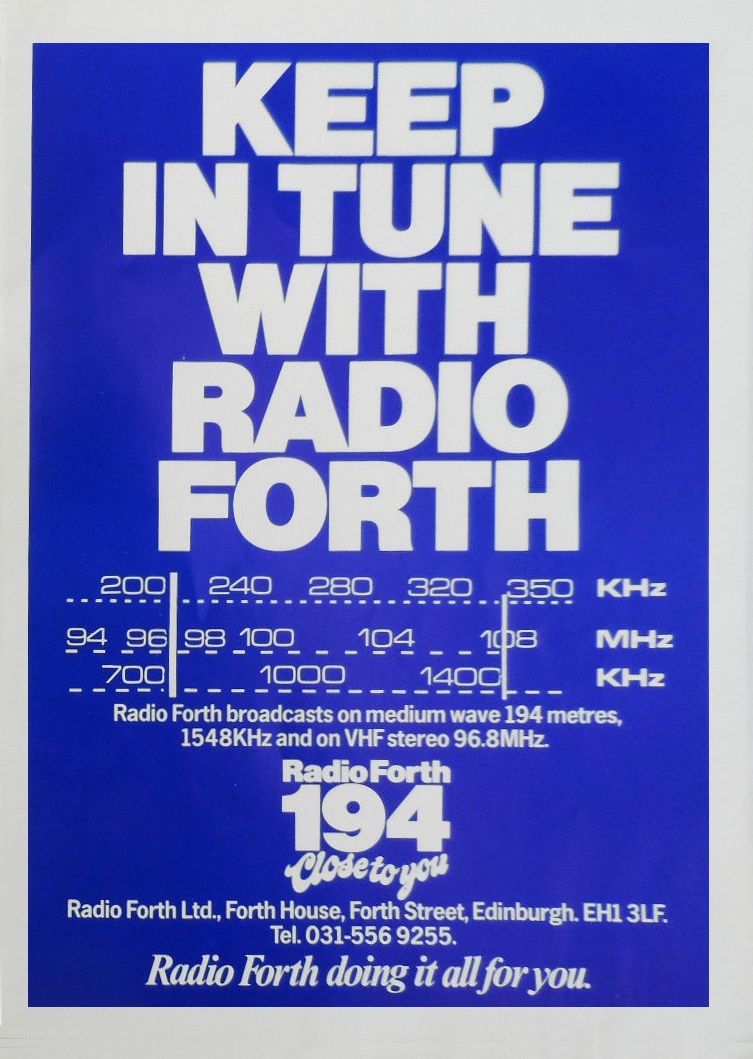 KEEP
IN TUNE
WITH
RADIO
FORTH
200 240 280 320 350 KHz
94 96 98 100 104 108 MHz
700 1000 1400 KHz
Radio Forth broadcasts on medium wave 194 metres,
1548KHz and on VHF stereo 96.8MHz.
Radio Forth
194
Close to you
Radio Forth Ltd., Forth House, Forth Street, Edinburgh. EH1 3LF.
Tel. 031-556 9255.
Radio Forth doing it all for you.